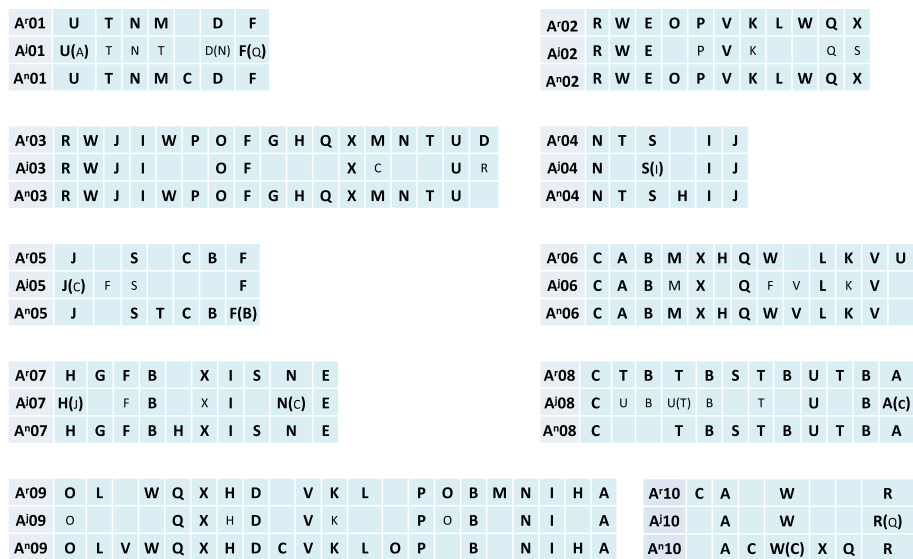 Aʳ01 U T N M D F
Aʲ01 U(A) T N T D(N) F(Q)
Aⁿ01 U T N M C D F
Aʳ02 R W E O P V K L W Q X
Aʲ02 R W E P V K Q S
Aⁿ02 R W E O P V K L W Q X
Aʳ03 R W J I W P O F G H Q X M N T U D
Aʲ03 R W J I O F X C U R
Aⁿ03 R W J I W P O F G H Q X M N T U
Aʳ04 N T S I J
Aʲ04 N S(I) I J
Aⁿ04 N T S H I J
Aʳ05 J S C B F
Aʲ05 J(C) F S F
Aⁿ05 J S T C B F(B)
Aʳ06 C A B M X H Q W L K V U
Aʲ06 C A B M X Q F V L K V
Aⁿ06 C A B M X H Q W V L K V
Aʳ07 H G F B X I S N E
Aʲ07 H(J) F B X I N(C) E
Aⁿ07 H G F B H X I S N E
Aʳ08 C T B T B S T B U T B A
Aʲ08 C U B U(T) B T U B A(C)
Aⁿ08 C T B S T B U T B A
Aʳ09 O L W Q X H D V K L P O B M N I H A
Aʲ09 O Q X H D V K P O B N I A
Aⁿ09 O L V W Q X H D C V K L O P B N I H A
Aʳ10 C A W R
Aʲ10 A W R(Q)
Aⁿ10 A C W(C) X Q R